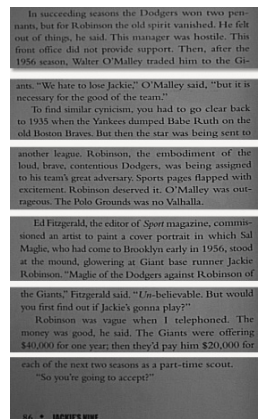 In succeeding seasons the Dodgers won two pen-
nants, but for Robinson the old spirit vanished. He felt
out of things, he said. This manager was hostile. This
front office did not provide support. Then, after the
1956 season, Walter O'Malley traded him to the Gi-
ants. "We hate to lose Jackie," O'Malley said, "but it is
necessary for the good of the team."
To find similar cynicism, you had to go clear back
to 1935 when the Yankees dumped Babe Ruth on the
old Boston Braves. But then the star was being sent to
another league. Robinson, the embodiment of the
loud, brave, contentious Dodgers, was being assigned
to his team's great adversary. Sports pages flapped with
excitement. Robinson deserved it. O'Malley was out-
rageous. The Polo Grounds was no Valhalla.
Ed Fitzgerald, the editor of Sport magazine, commis-
sioned an artist to paint a cover portrait in which Sal
Maglie, who had come to Brooklyn early in 1956, stood
at the mound, glowering at Giant base runner Jackie
Robinson. "Maglie of the Dodgers against Robinson of
the Giants," Fitzgerald said. "Un-believable. But would
you first find out if Jackie's gonna play?"
Robinson was vague when I telephoned. The
money was good, he said. The Giants were offering
$40,000 for one year; then they'd pay him $20,000 for
each of the next two seasons as a part-time scout.
"So you're going to accept?"
86 • JACKIE'S NINE